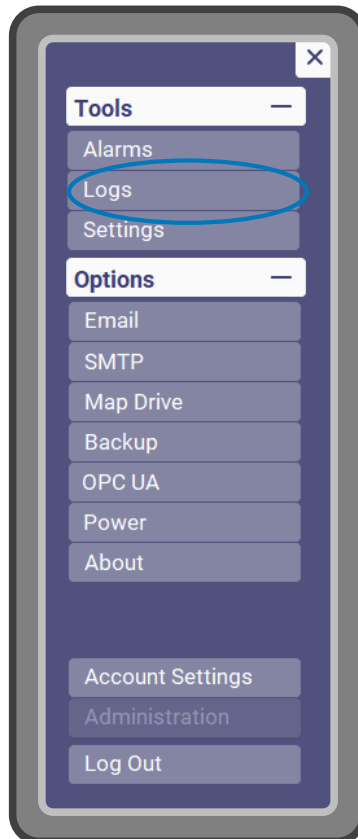 Tools
Alarms
Logs
Settings
Options
Email
SMTP
Map Drive
Backup
OPC UA
Power
About
Account Settings
Administration
Log Out